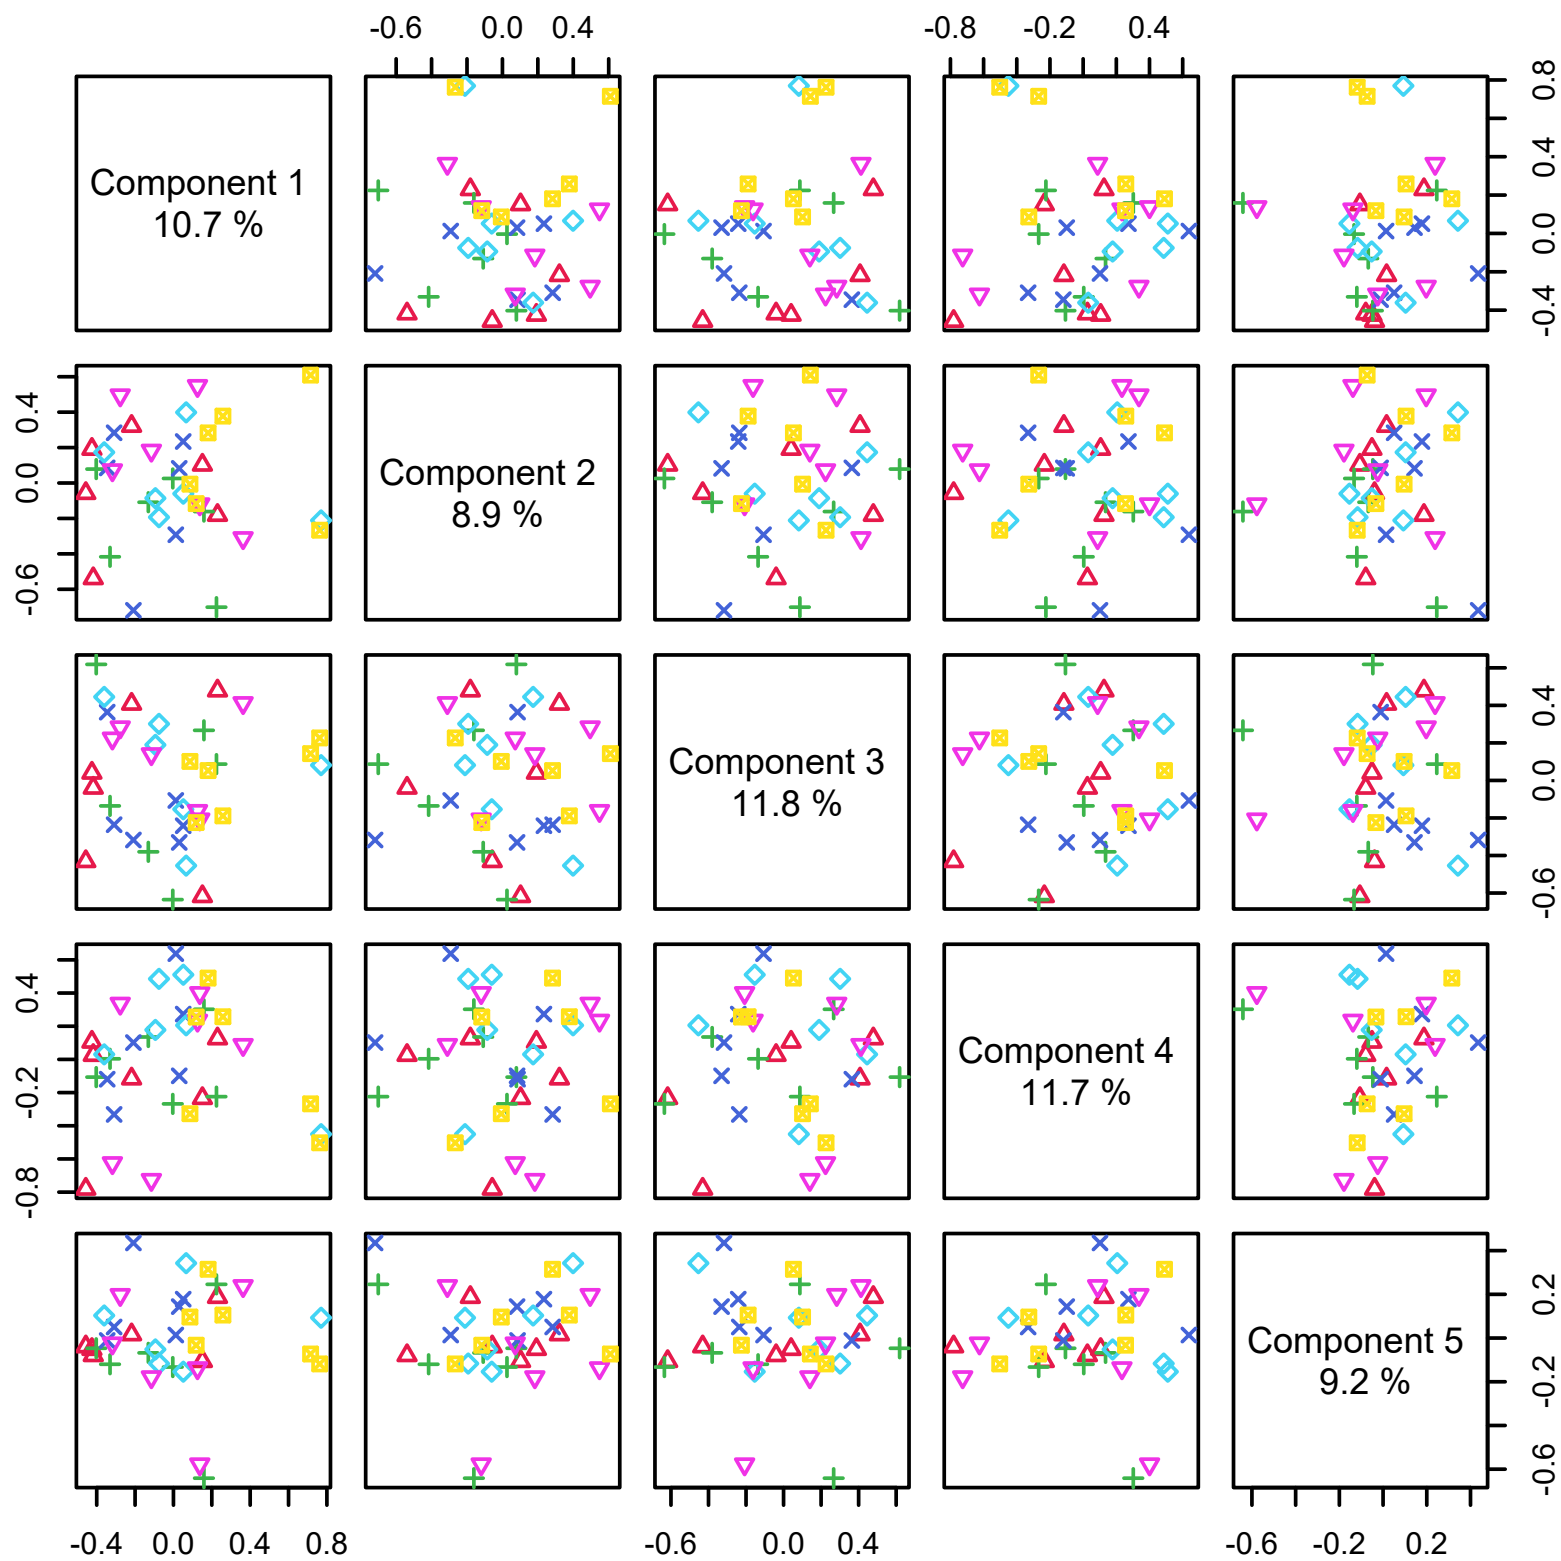 -0.6 0.0 0.4 -0.8 -0.2 0.4
Component 1
10.7 %
-0.4 0.0 0.4 0.8
-0.6 0.0 0.4
Component 2
8.9 %
Component 3
11.8 %
-0.6 0.0 0.4
-0.8 -0.2 0.4
Component 4
11.7 %
Component 5
9.2 %
-0.6 -0.2 0.2
-0.4 0.0 0.4 0.8 -0.6 0.0 0.4 -0.6 -0.2 0.2